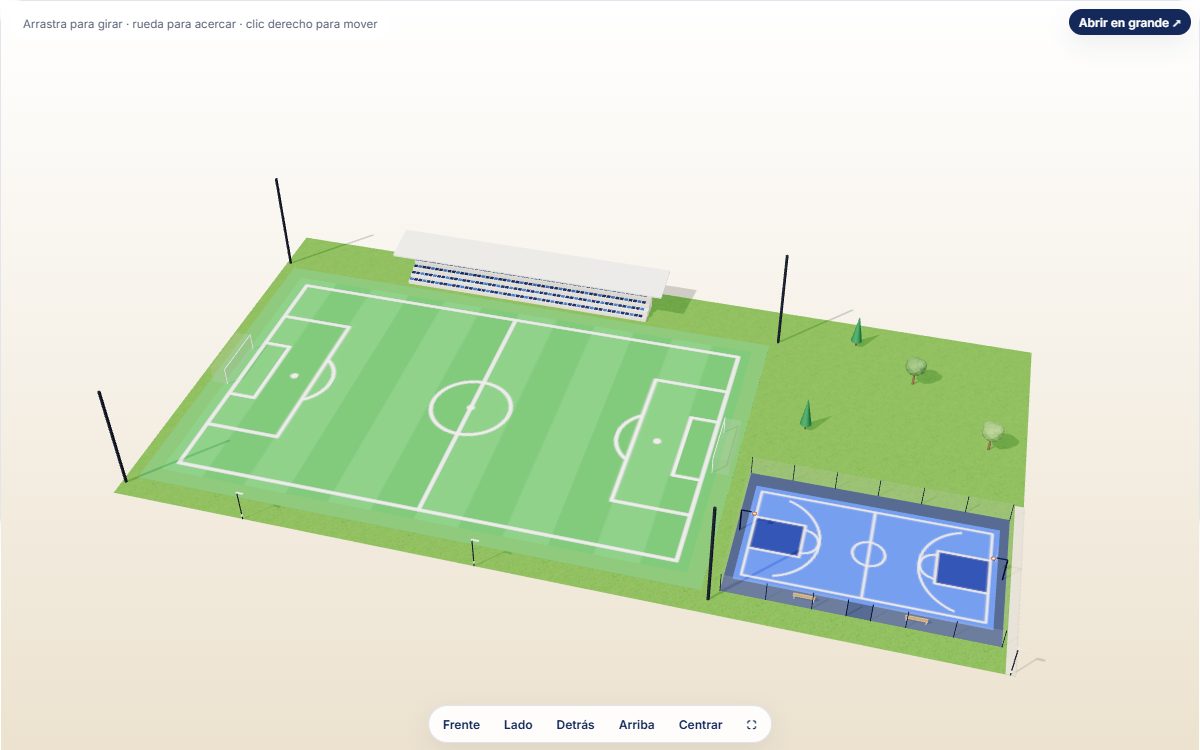 Arrastra para girar · rueda para acercar · clic derecho para mover
Abrir en grande ↗
Frente Lado Detrás Arriba Centrar